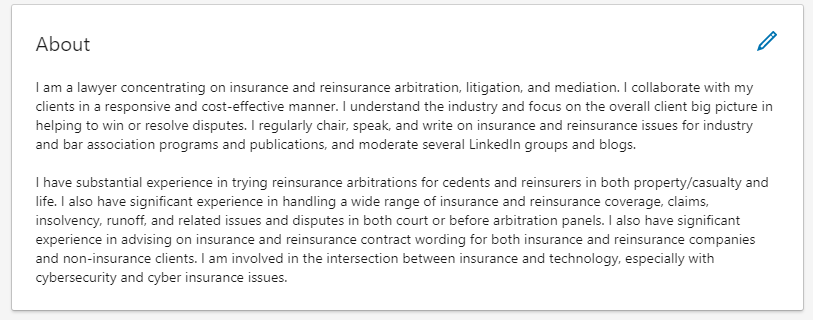 About
I am a lawyer concentrating on insurance and reinsurance arbitration, litigation, and mediation. I collaborate with my
clients in a responsive and cost-effective manner. I understand the industry and focus on the overall client big picture in
helping to win or resolve disputes. I regularly chair, speak, and write on insurance and reinsurance issues for industry
and bar association programs and publications, and moderate several LinkedIn groups and blogs.
I have substantial experience in trying reinsurance arbitrations for cedents and reinsurers in both property/casualty and
life. I also have significant experience in handling a wide range of insurance and reinsurance coverage, claims,
insolvency, runoff, and related issues and disputes in both court or before arbitration panels. I also have significant
experience in advising on insurance and reinsurance contract wording for both insurance and reinsurance companies
and non-insurance clients. I am involved in the intersection between insurance and technology, especially with
cybersecurity and cyber insurance issues.